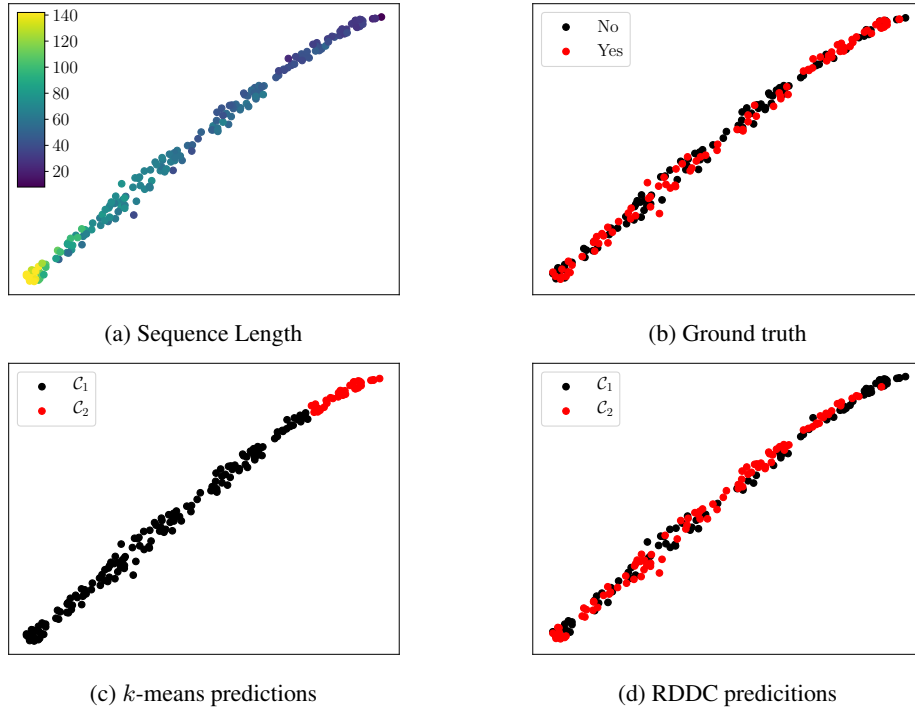 140
120
100
80
60
40
20
No
Yes
(a) Sequence Length
(b) Ground truth
C₁
C₂
C₁
C₂
(c) k-means predictions
(d) RDDC predicitions